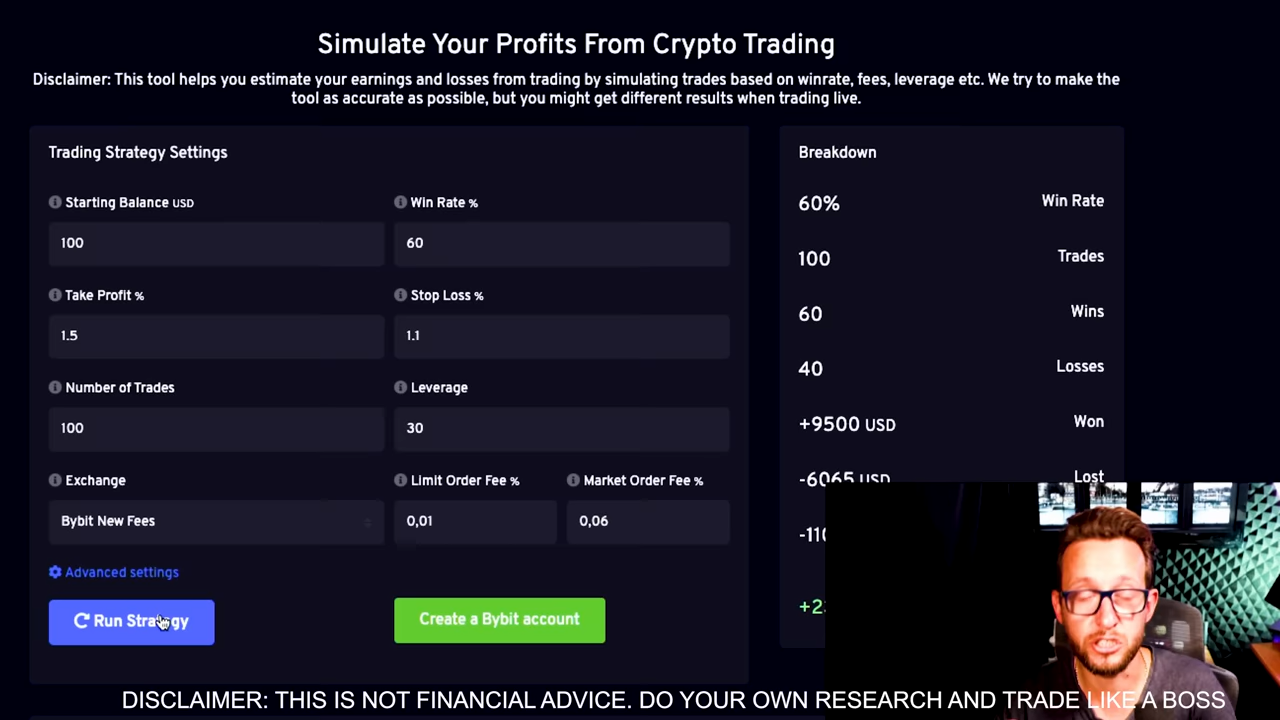 Simulate Your Profits From Crypto Trading
Disclaimer: This tool helps you estimate your earnings and losses from trading by simulating trades based on winrate, fees, leverage etc. We try to make the
tool as accurate as possible, but you might get different results when trading live.
Trading Strategy Settings
Starting Balance USD
Win Rate %
100
60
Take Profit %
Stop Loss %
1.5
1.1
Number of Trades
Leverage
100
30
Exchange
Limit Order Fee %
Market Order Fee %
Bybit New Fees
0,01
0,06
Advanced settings
Run Strategy
Create a Bybit account
Breakdown
60% Win Rate
100 Trades
60 Wins
40 Losses
+9500 USD Won
-6065 USD Lost
DISCLAIMER: THIS IS NOT FINANCIAL ADVICE. DO YOUR OWN RESEARCH AND TRADE LIKE A BOSS